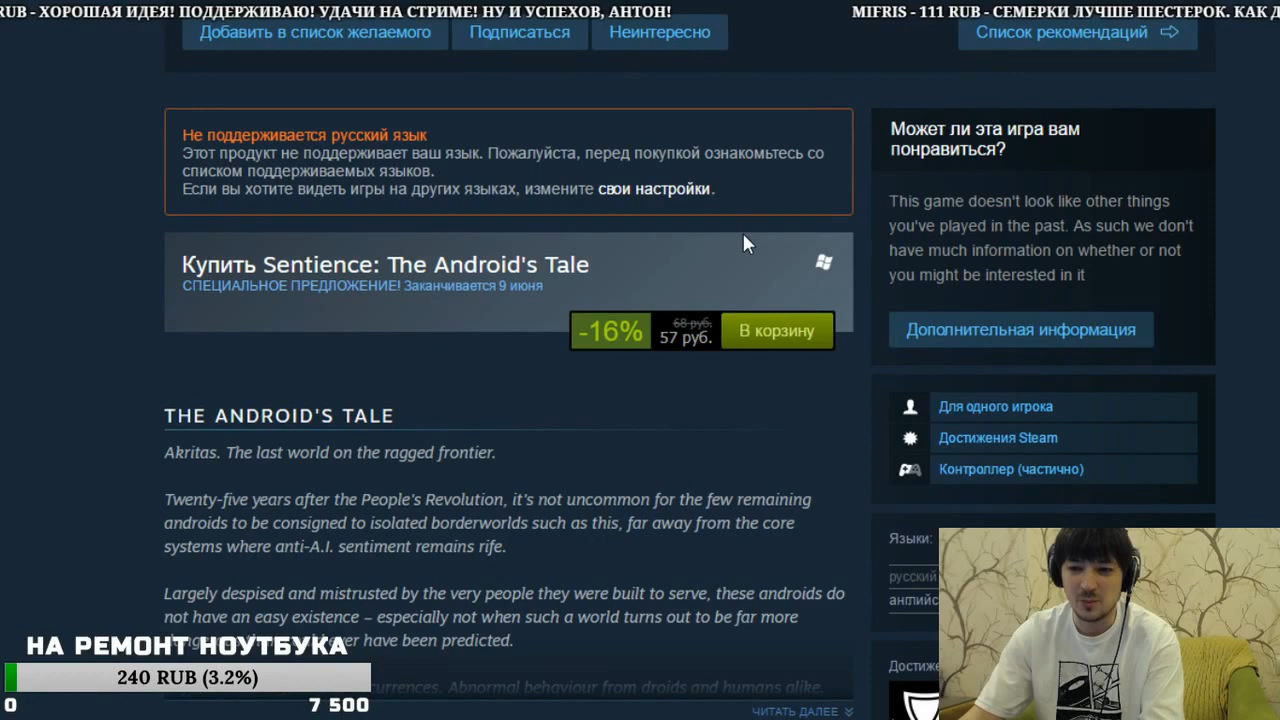 RUB - ХОРОШАЯ ИДЕЯ! ПОДДЕРЖИВАЮ! УДАЧИ НА СТРИМЕ! НУ И УСПЕХОВ, АНТОН!
MIFRIS - 111 RUB - СЕМЕРКИ ЛУЧШЕ ШЕСТЕРОК. КАК Д
Добавить в список желаемого
Подписаться
Неинтересно
Список рекомендаций
Не поддерживается русский язык
Этот продукт не поддерживает ваш язык. Пожалуйста, перед покупкой ознакомьтесь со
списком поддерживаемых языков.
Если вы хотите видеть игры на других языках, измените свои настройки.
Купить Sentience: The Android's Tale
СПЕЦИАЛЬНОЕ ПРЕДЛОЖЕНИЕ! Заканчивается 9 июня
-16%
68 руб.
57 руб.
В корзину
THE ANDROID'S TALE
Akritas. The last world on the ragged frontier.
Twenty-five years after the People's Revolution, it's not uncommon for the few remaining
androids to be consigned to isolated borderworlds such as this, far away from the core
systems where anti-A.I. sentiment remains rife.
Largely despised and mistrusted by the very people they were built to serve, these androids do
not have an easy existence – especially not when such a world turns out to be far more
ever have been predicted.
currences. Abnormal behaviour from droids and humans alike.
ЧИТАТЬ ДАЛЕЕ
Может ли эта игра вам
понравиться?
This game doesn't look like other things
you've played in the past. As such we don't
have much information on whether or not
you might be interested in it
Дополнительная информация
Для одного игрока
Достижения Steam
Контроллер (частично)
Языки:
русский
английс
Достиже
НА РЕМОНТ НОУТБУКА
240 RUB (3.2%)
0
7 500